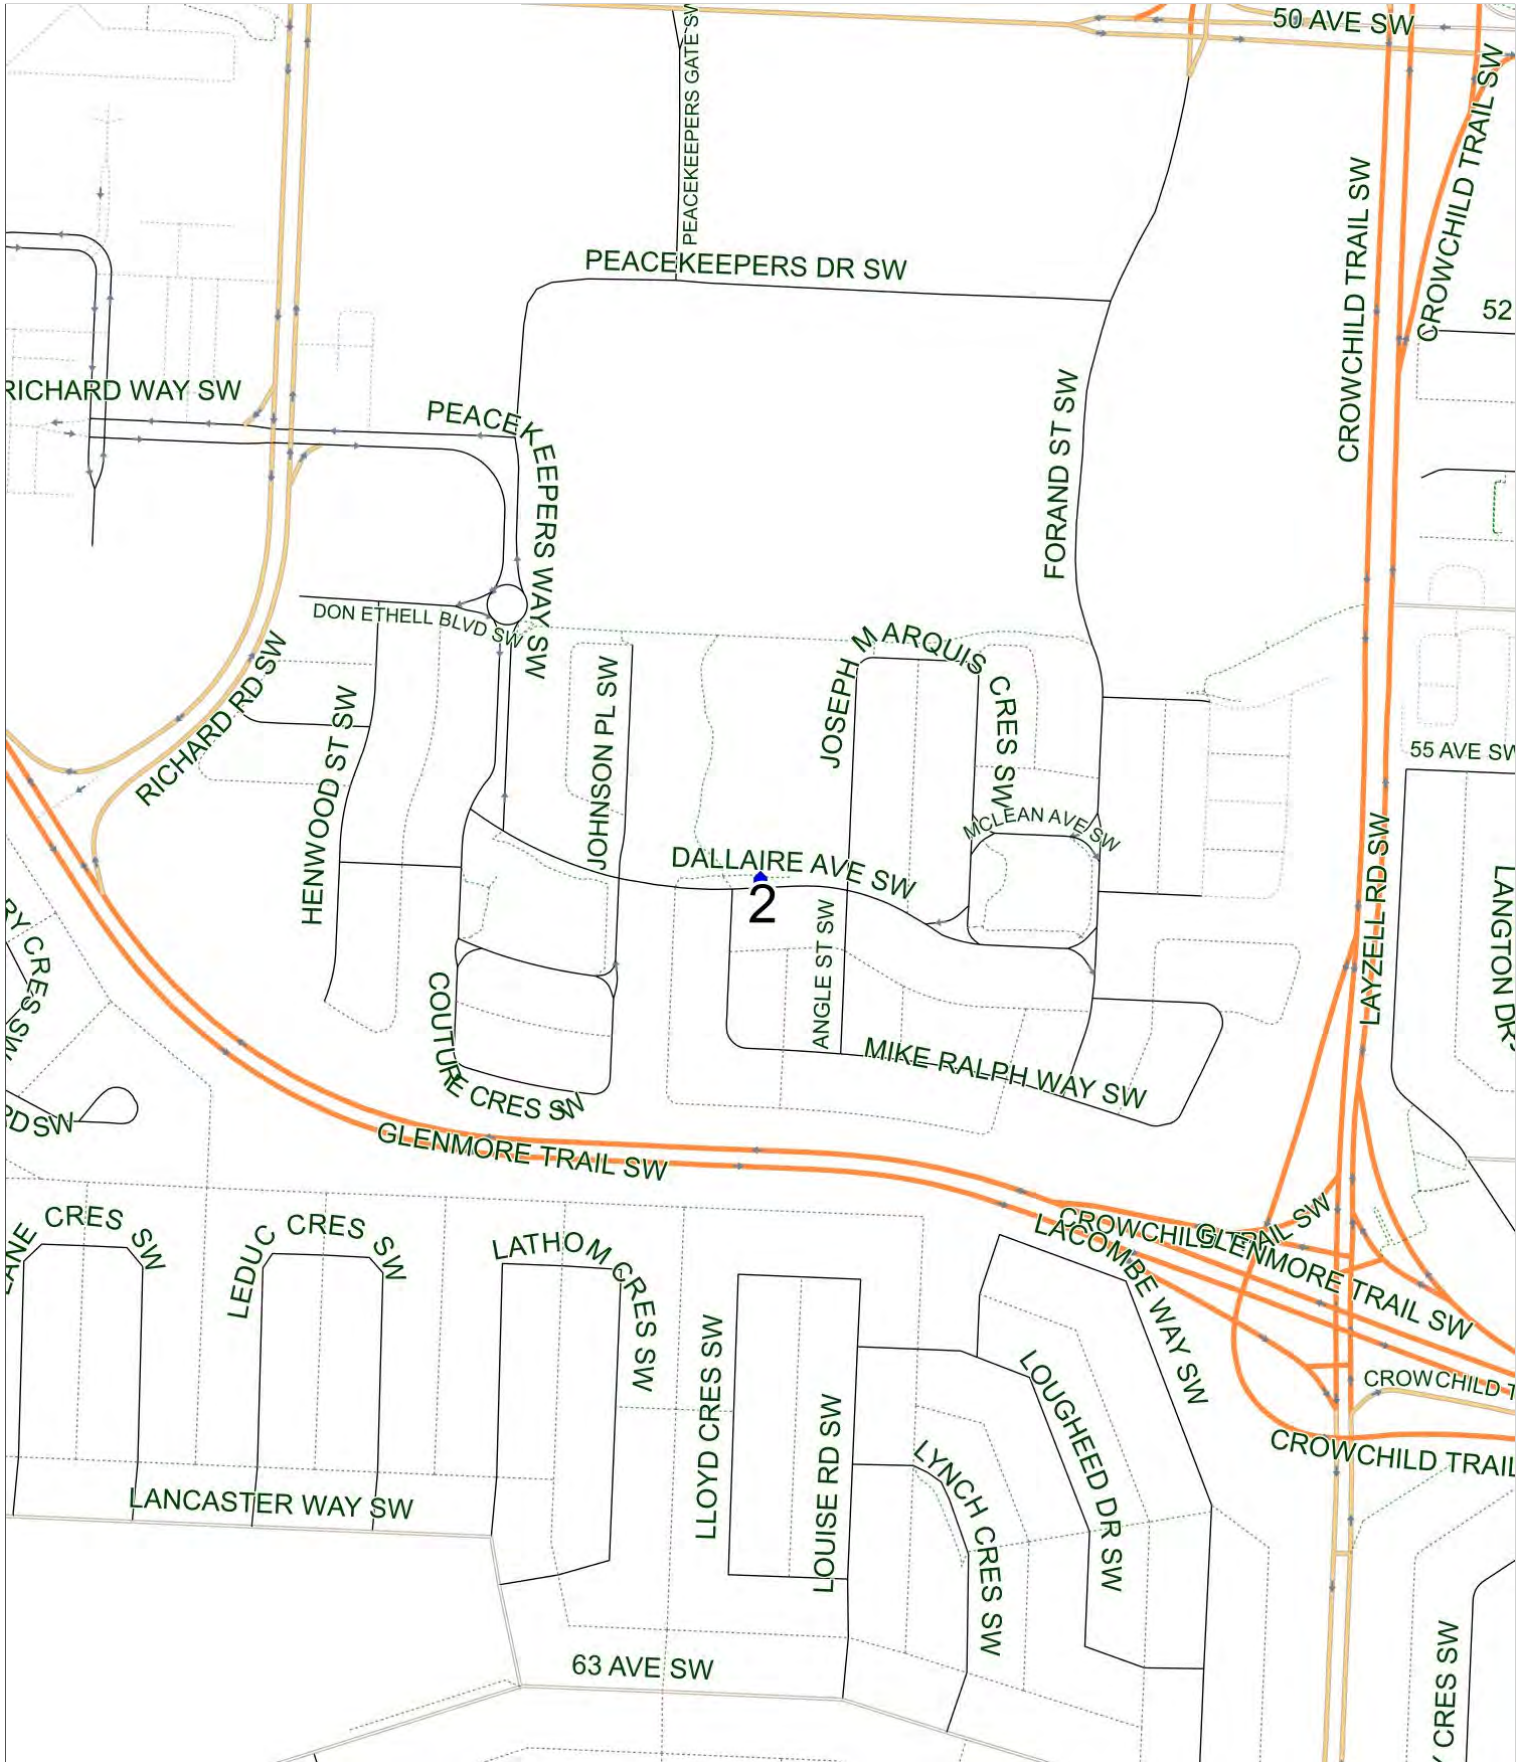 50 AVE SW
PEACEKEEPERS GATE SW
CROWCHILD TRAIL SW
CROWCHILD TRAIL SW
PEACEKEEPERS DR SW
52
RICHARD WAY SW
PEACEKEEPERS WAY SW
FORAND ST SW
DON ETHELL BLVD SW
RICHARD RD SW
HENWOOD ST SW
JOHNSON PL SW
JOSEPH MARQUIS CRES SW
55 AVE SW
MCLEAN AVE SW
DALLAIRE AVE SW
2
ANGLE ST SW
LAYZELL RD SW
LANGTON DR
RY CRES SW
COUTURE CRES SW
MIKE RALPH WAY SW
RD SW
GLENMORE TRAIL SW
CROWCHILD TRAIL SW
GLENMORE TRAIL SW
LACOMBE WAY SW
ANE CRES SW
LEDUC CRES SW
LATHOM CRES SW
LLOYD CRES SW
LOUISE RD SW
LOUGHEED DR SW
CROWCHILD T
CROWCHILD TRAIL
LYNCH CRES SW
LANCASTER WAY SW
63 AVE SW
Y CRES SW